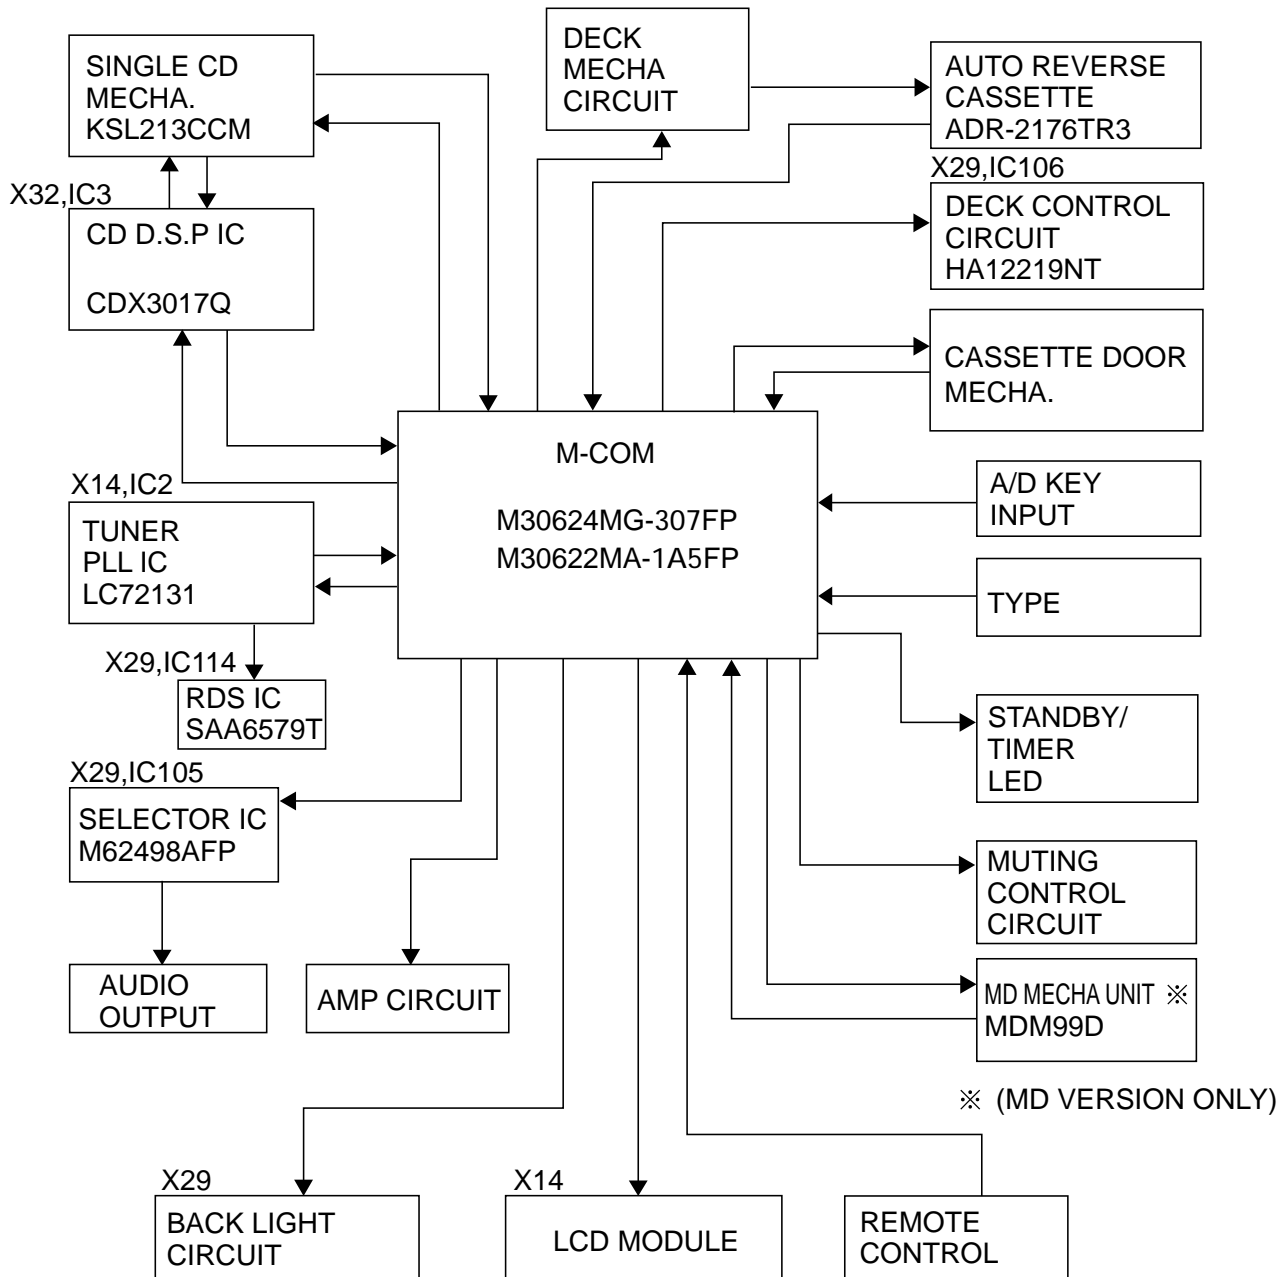 SINGLE CD
MECHA.
KSL213CCM
DECK
MECHA
CIRCUIT
AUTO REVERSE
CASSETTE
ADR-2176TR3
X32,IC3
CD D.S.P IC
CDX3017Q
X29,IC106
DECK CONTROL
CIRCUIT
HA12219NT
CASSETTE DOOR
MECHA.
M-COM
M30624MG-307FP
M30622MA-1A5FP
A/D KEY
INPUT
X14,IC2
TUNER
PLL IC
LC72131
TYPE
X29,IC114
RDS IC
SAA6579T
STANDBY/
TIMER
LED
X29,IC105
SELECTOR IC
M62498AFP
MUTING
CONTROL
CIRCUIT
AUDIO
OUTPUT
AMP CIRCUIT
MD MECHA UNIT ※
MDM99D
※ (MD VERSION ONLY)
X29
BACK LIGHT
CIRCUIT
X14
LCD MODULE
REMOTE
CONTROL